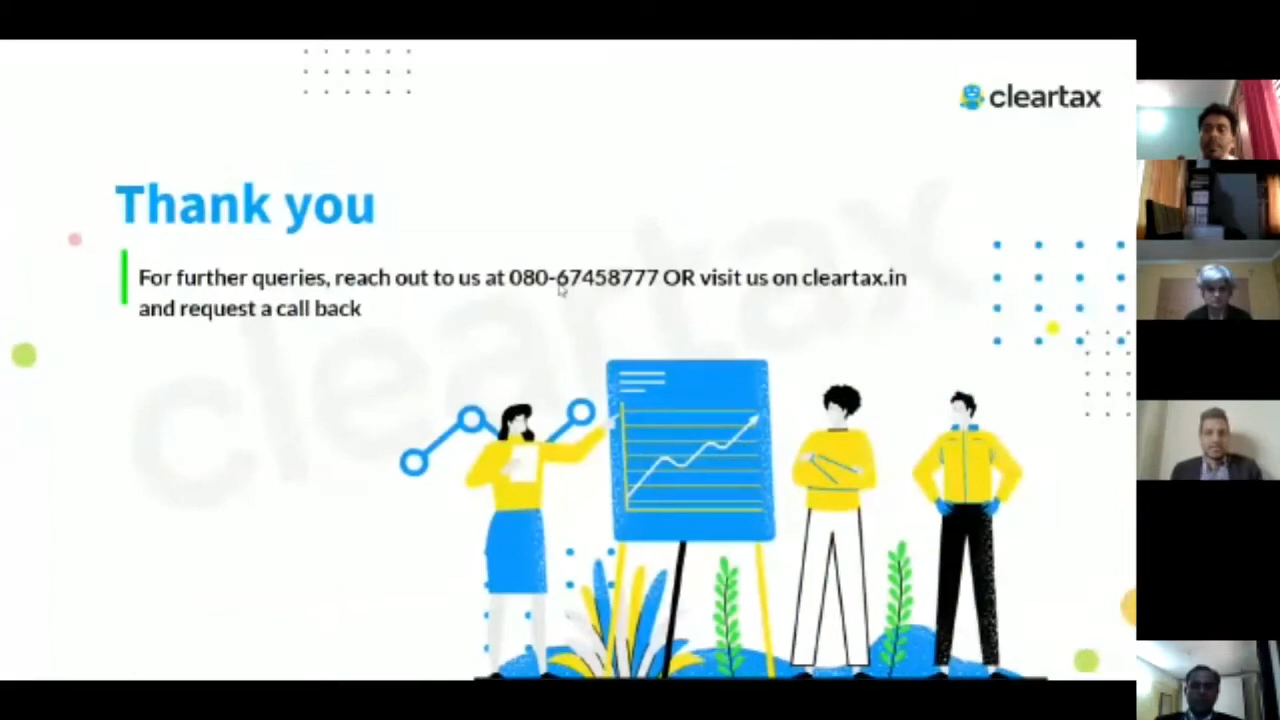 cleartax
Thank you
For further queries, reach out to us at 080-67458777 OR visit us on cleartax.in
and request a call back
cleartax